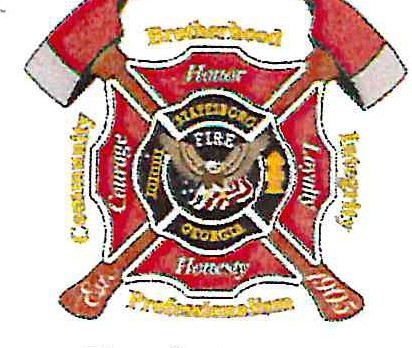 Brotherhood
Honor
STATESBORO
FIRE
Community
Courage
Loyalty
Integrity
GEORGIA
Honesty
Est.
1905
Professionalism